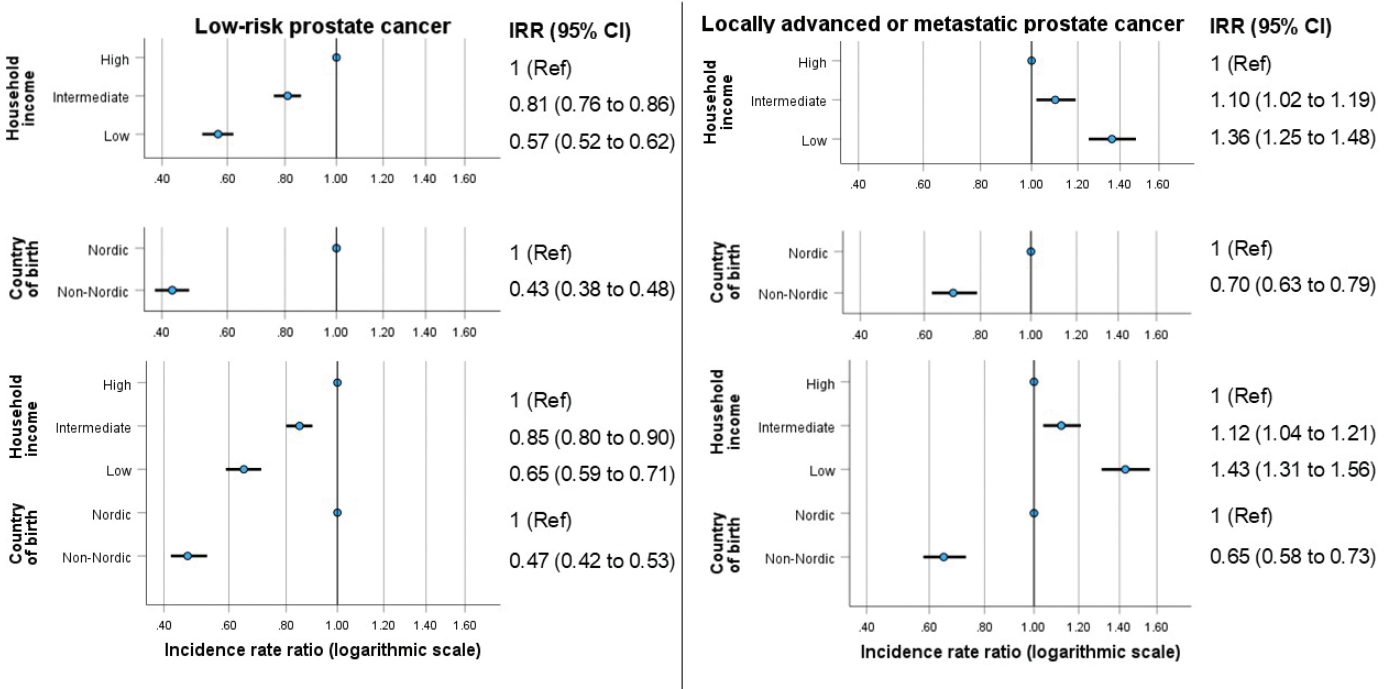 Low-risk prostate cancer
IRR (95% CI)
Household
income
High
1 (Ref)
Intermediate
0.81 (0.76 to 0.86)
Low
0.57 (0.52 to 0.62)
.40 .60 .80 1.00 1.20 1.40 1.60
Country
of birth
Nordic
1 (Ref)
Non-Nordic
0.43 (0.38 to 0.48)
.40 .60 .80 1.00 1.20 1.40 1.60
Household
income
High
1 (Ref)
Intermediate
0.85 (0.80 to 0.90)
Low
0.65 (0.59 to 0.71)
Country
of birth
Nordic
1 (Ref)
Non-Nordic
0.47 (0.42 to 0.53)
.40 .60 .80 1.00 1.20 1.40 1.60
Incidence rate ratio (logarithmic scale)
Locally advanced or metastatic prostate cancer
IRR (95% CI)
Household
income
High
1 (Ref)
Intermediate
1.10 (1.02 to 1.19)
Low
1.36 (1.25 to 1.48)
.40 .60 .80 1.00 1.20 1.40 1.60
Country
of birth
Nordic
1 (Ref)
Non-Nordic
0.70 (0.63 to 0.79)
.40 .60 .80 1.00 1.20 1.40 1.60
Household
income
High
1 (Ref)
Intermediate
1.12 (1.04 to 1.21)
Low
1.43 (1.31 to 1.56)
Country
of birth
Nordic
1 (Ref)
Non-Nordic
0.65 (0.58 to 0.73)
.40 .60 .80 1.00 1.20 1.40 1.60
Incidence rate ratio (logarithmic scale)